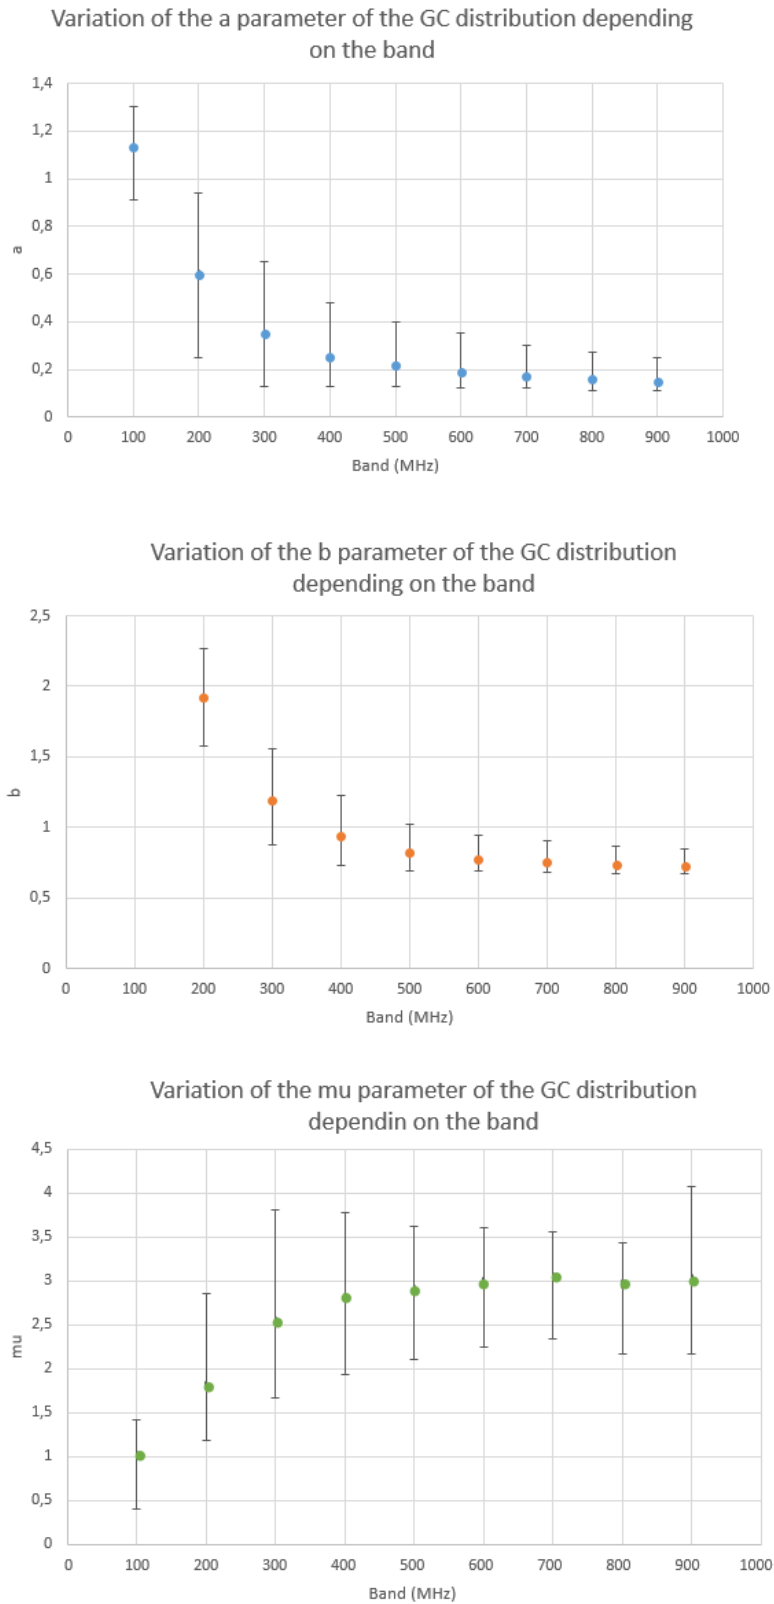 Variation of the a parameter of the GC distribution depending
on the band
1,4
1,2
1
0,8
0,6
0,4
0,2
0
a
0 100 200 300 400 500 600 700 800 900 1000
Band (MHz)
Variation of the b parameter of the GC distribution
depending on the band
2,5
2
1,5
1
0,5
0
b
0 100 200 300 400 500 600 700 800 900 1000
Band (MHz)
Variation of the mu parameter of the GC distribution
dependin on the band
4,5
4
3,5
3
2,5
2
1,5
1
0,5
0
mu
0 100 200 300 400 500 600 700 800 900 1000
Band (MHz)